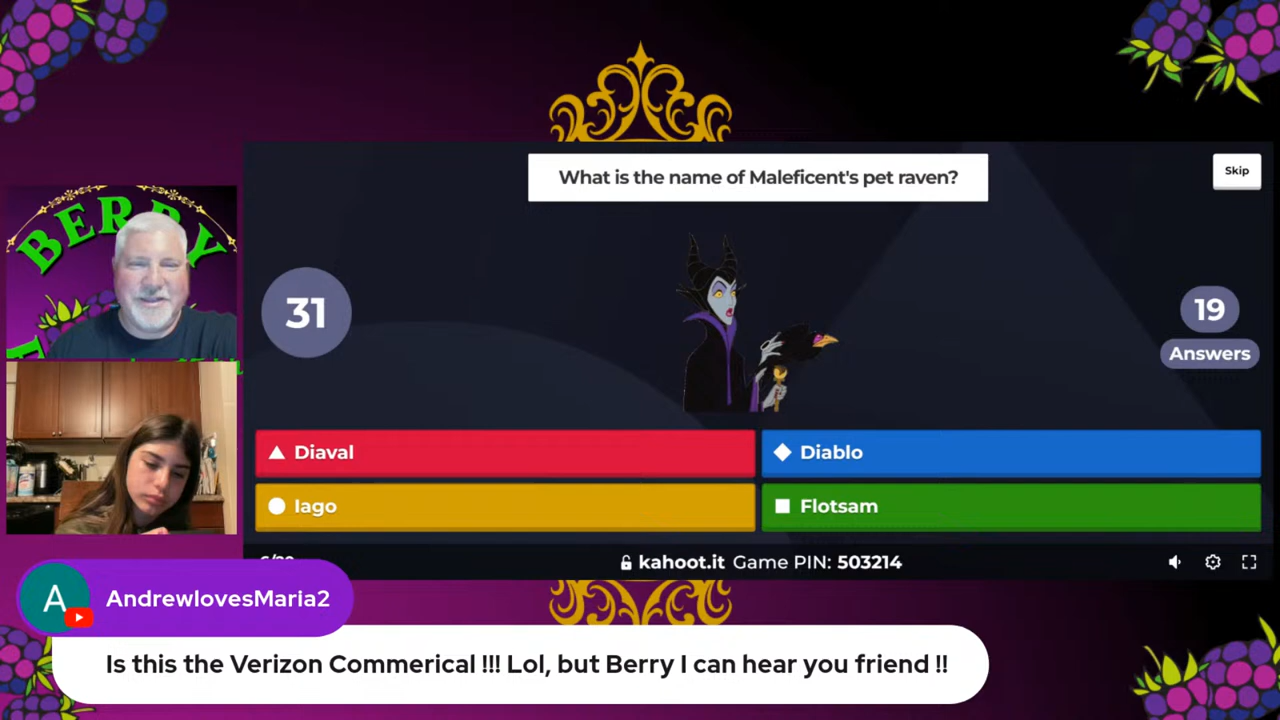 What is the name of Maleficent's pet raven?
Skip
BERRY
31
19
Answers
Diaval
Diablo
Iago
Flotsam
kahoot.it Game PIN: 503214
A
AndrewlovesMaria2
Is this the Verizon Commerical !!! Lol, but Berry I can hear you friend !!